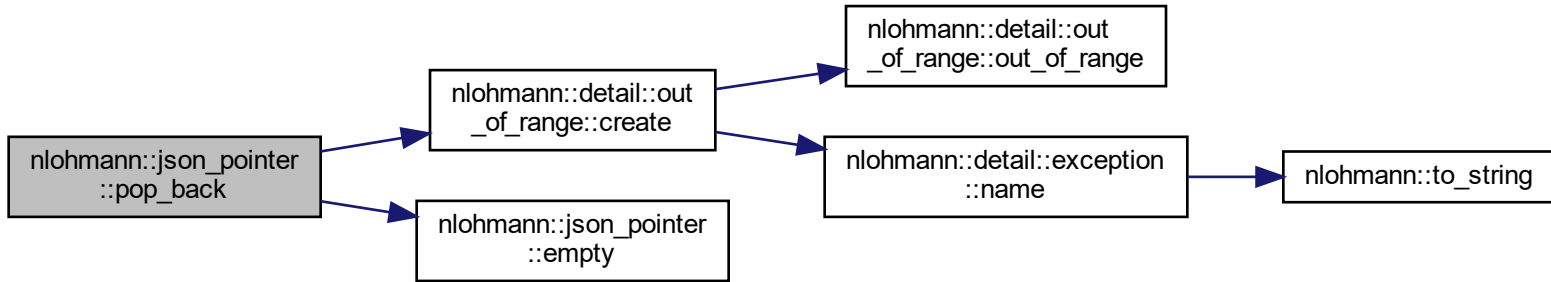 nlohmann::json_pointer
::pop_back
nlohmann::detail::out
_of_range::create
nlohmann::detail::out
_of_range::out_of_range
nlohmann::detail::exception
::name
nlohmann::to_string
nlohmann::json_pointer
::empty